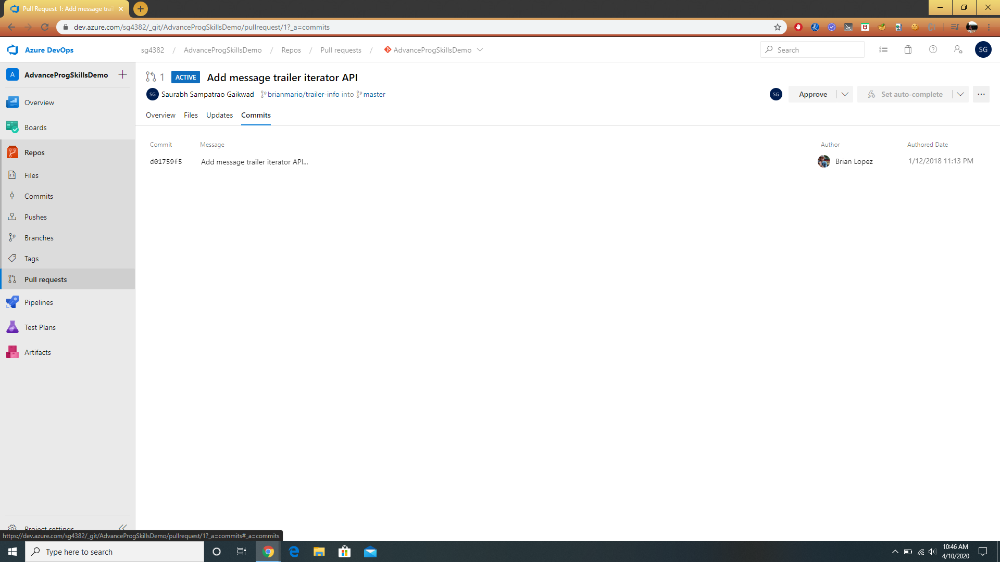 Pull Request 1: Add message trai
dev.azure.com/sg4382/_git/AdvanceProgSkillsDemo/pullrequest/1?_a=commits
Azure DevOps
sg4382 / AdvanceProgSkillsDemo / Repos / Pull requests / AdvanceProgSkillsDemo
Search
SG
A AdvanceProgSkillsDemo
1 ACTIVE Add message trailer iterator API
SG Saurabh Sampatrao Gaikwad brianmario/trailer-info into master
SG Approve Set auto-complete
Overview Files Updates Commits
Commit Message Author Authored Date
d01759f5 Add message trailer iterator API... Brian Lopez 1/12/2018 11:13 PM
Overview
Boards
Repos
Files
Commits
Pushes
Branches
Tags
Pull requests
Pipelines
Test Plans
Artifacts
Project settings
https://dev.azure.com/sg4382/_git/AdvanceProgSkillsDemo/pullrequest/1?_a=commits#_a=commits
Type here to search
10:46 AM
4/10/2020